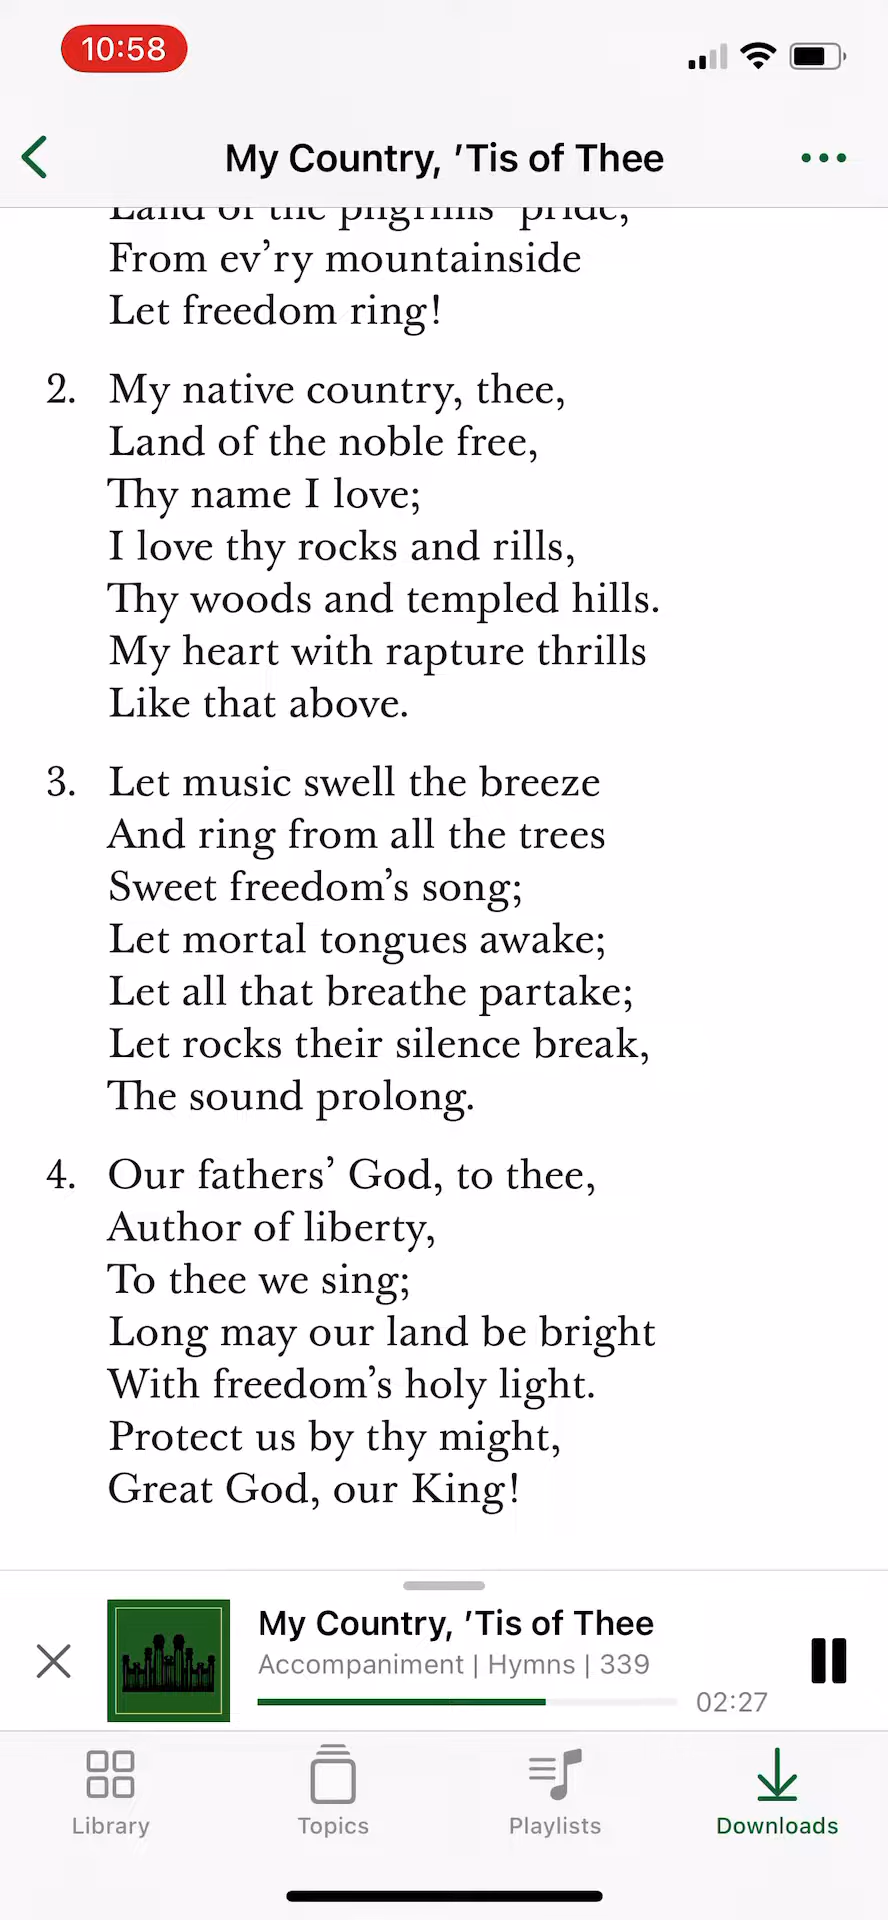 10:58
My Country, ’Tis of Thee
Land of the pilgrims’ pride,
From ev’ry mountainside
Let freedom ring!
2. My native country, thee,
Land of the noble free,
Thy name I love;
I love thy rocks and rills,
Thy woods and templed hills.
My heart with rapture thrills
Like that above.
3. Let music swell the breeze
And ring from all the trees
Sweet freedom’s song;
Let mortal tongues awake;
Let all that breathe partake;
Let rocks their silence break,
The sound prolong.
4. Our fathers’ God, to thee,
Author of liberty,
To thee we sing;
Long may our land be bright
With freedom’s holy light.
Protect us by thy might,
Great God, our King!
My Country, ’Tis of Thee
Accompaniment | Hymns | 339
02:27
Library Topics Playlists Downloads